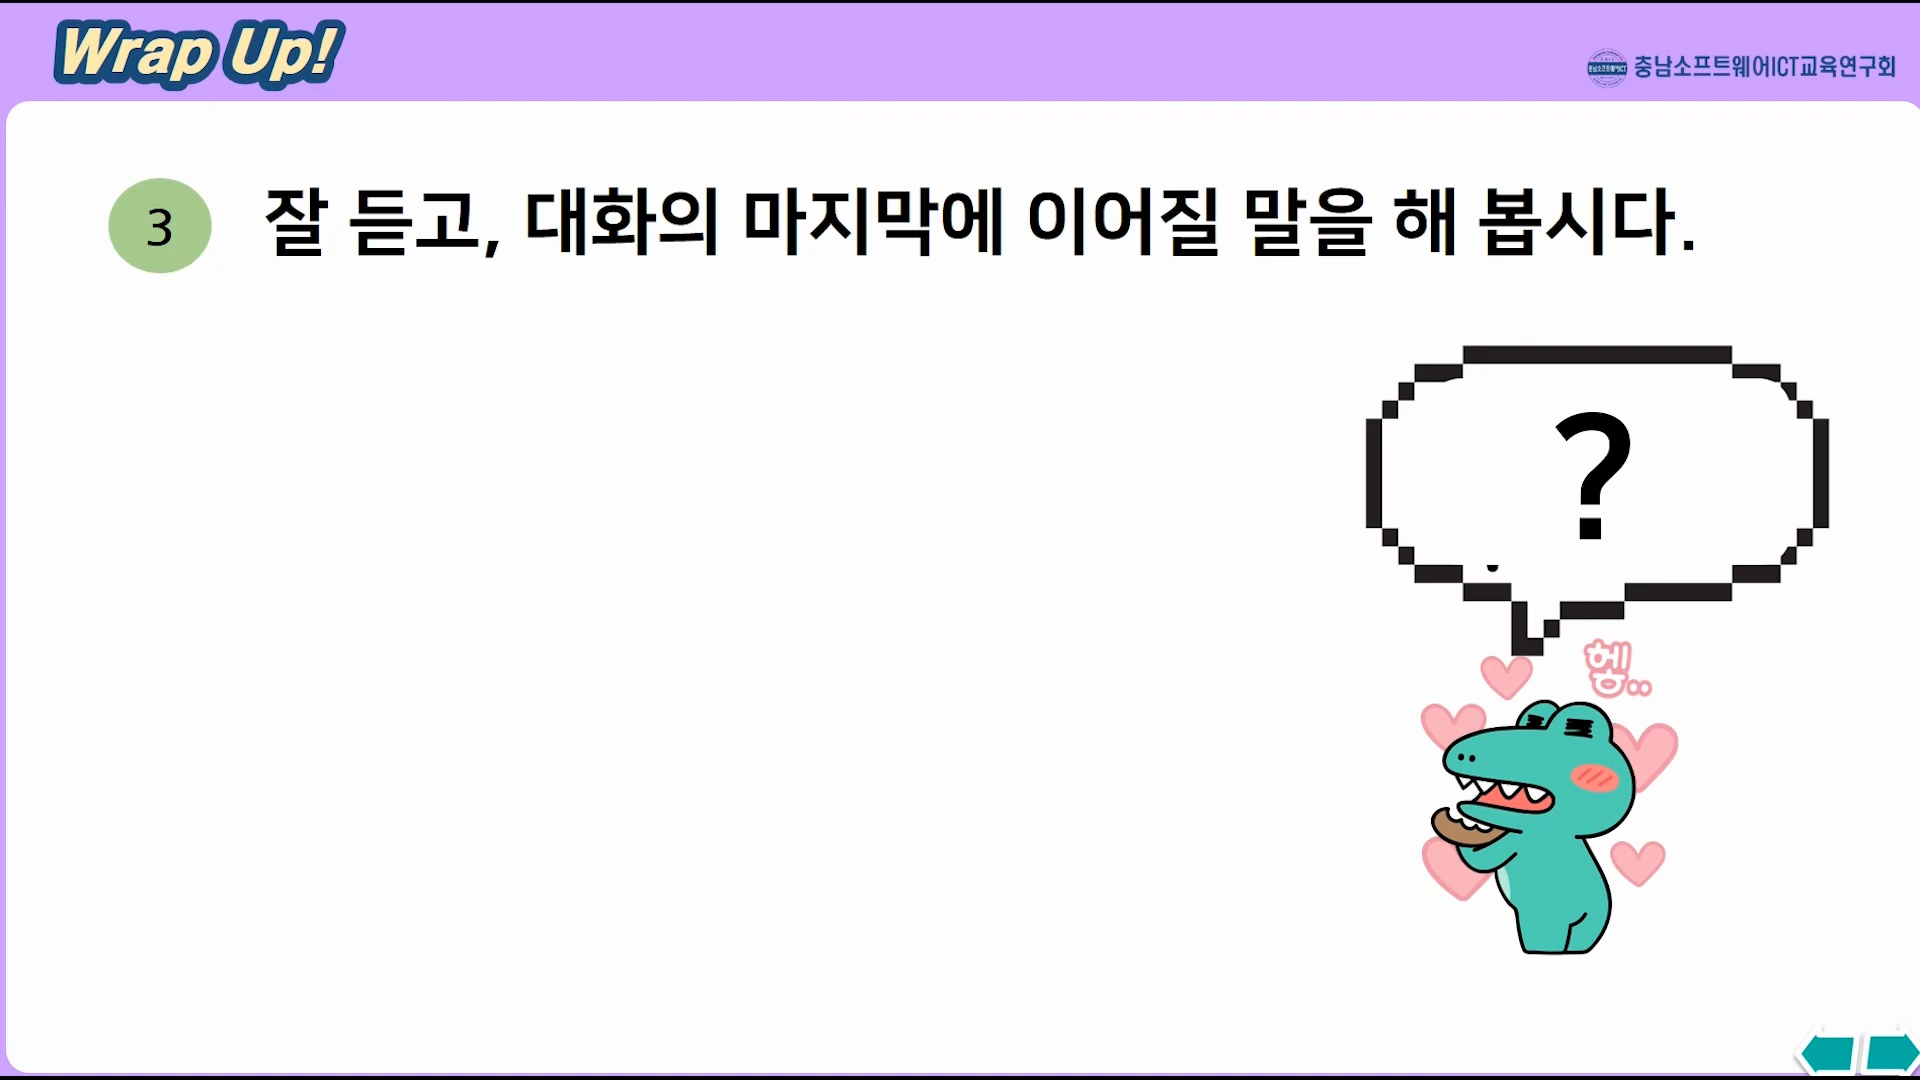 Wrap Up!
충남소프트웨어ICT교육연구회
3 잘 듣고, 대화의 마지막에 이어질 말을 해 봅시다.
?
헹..